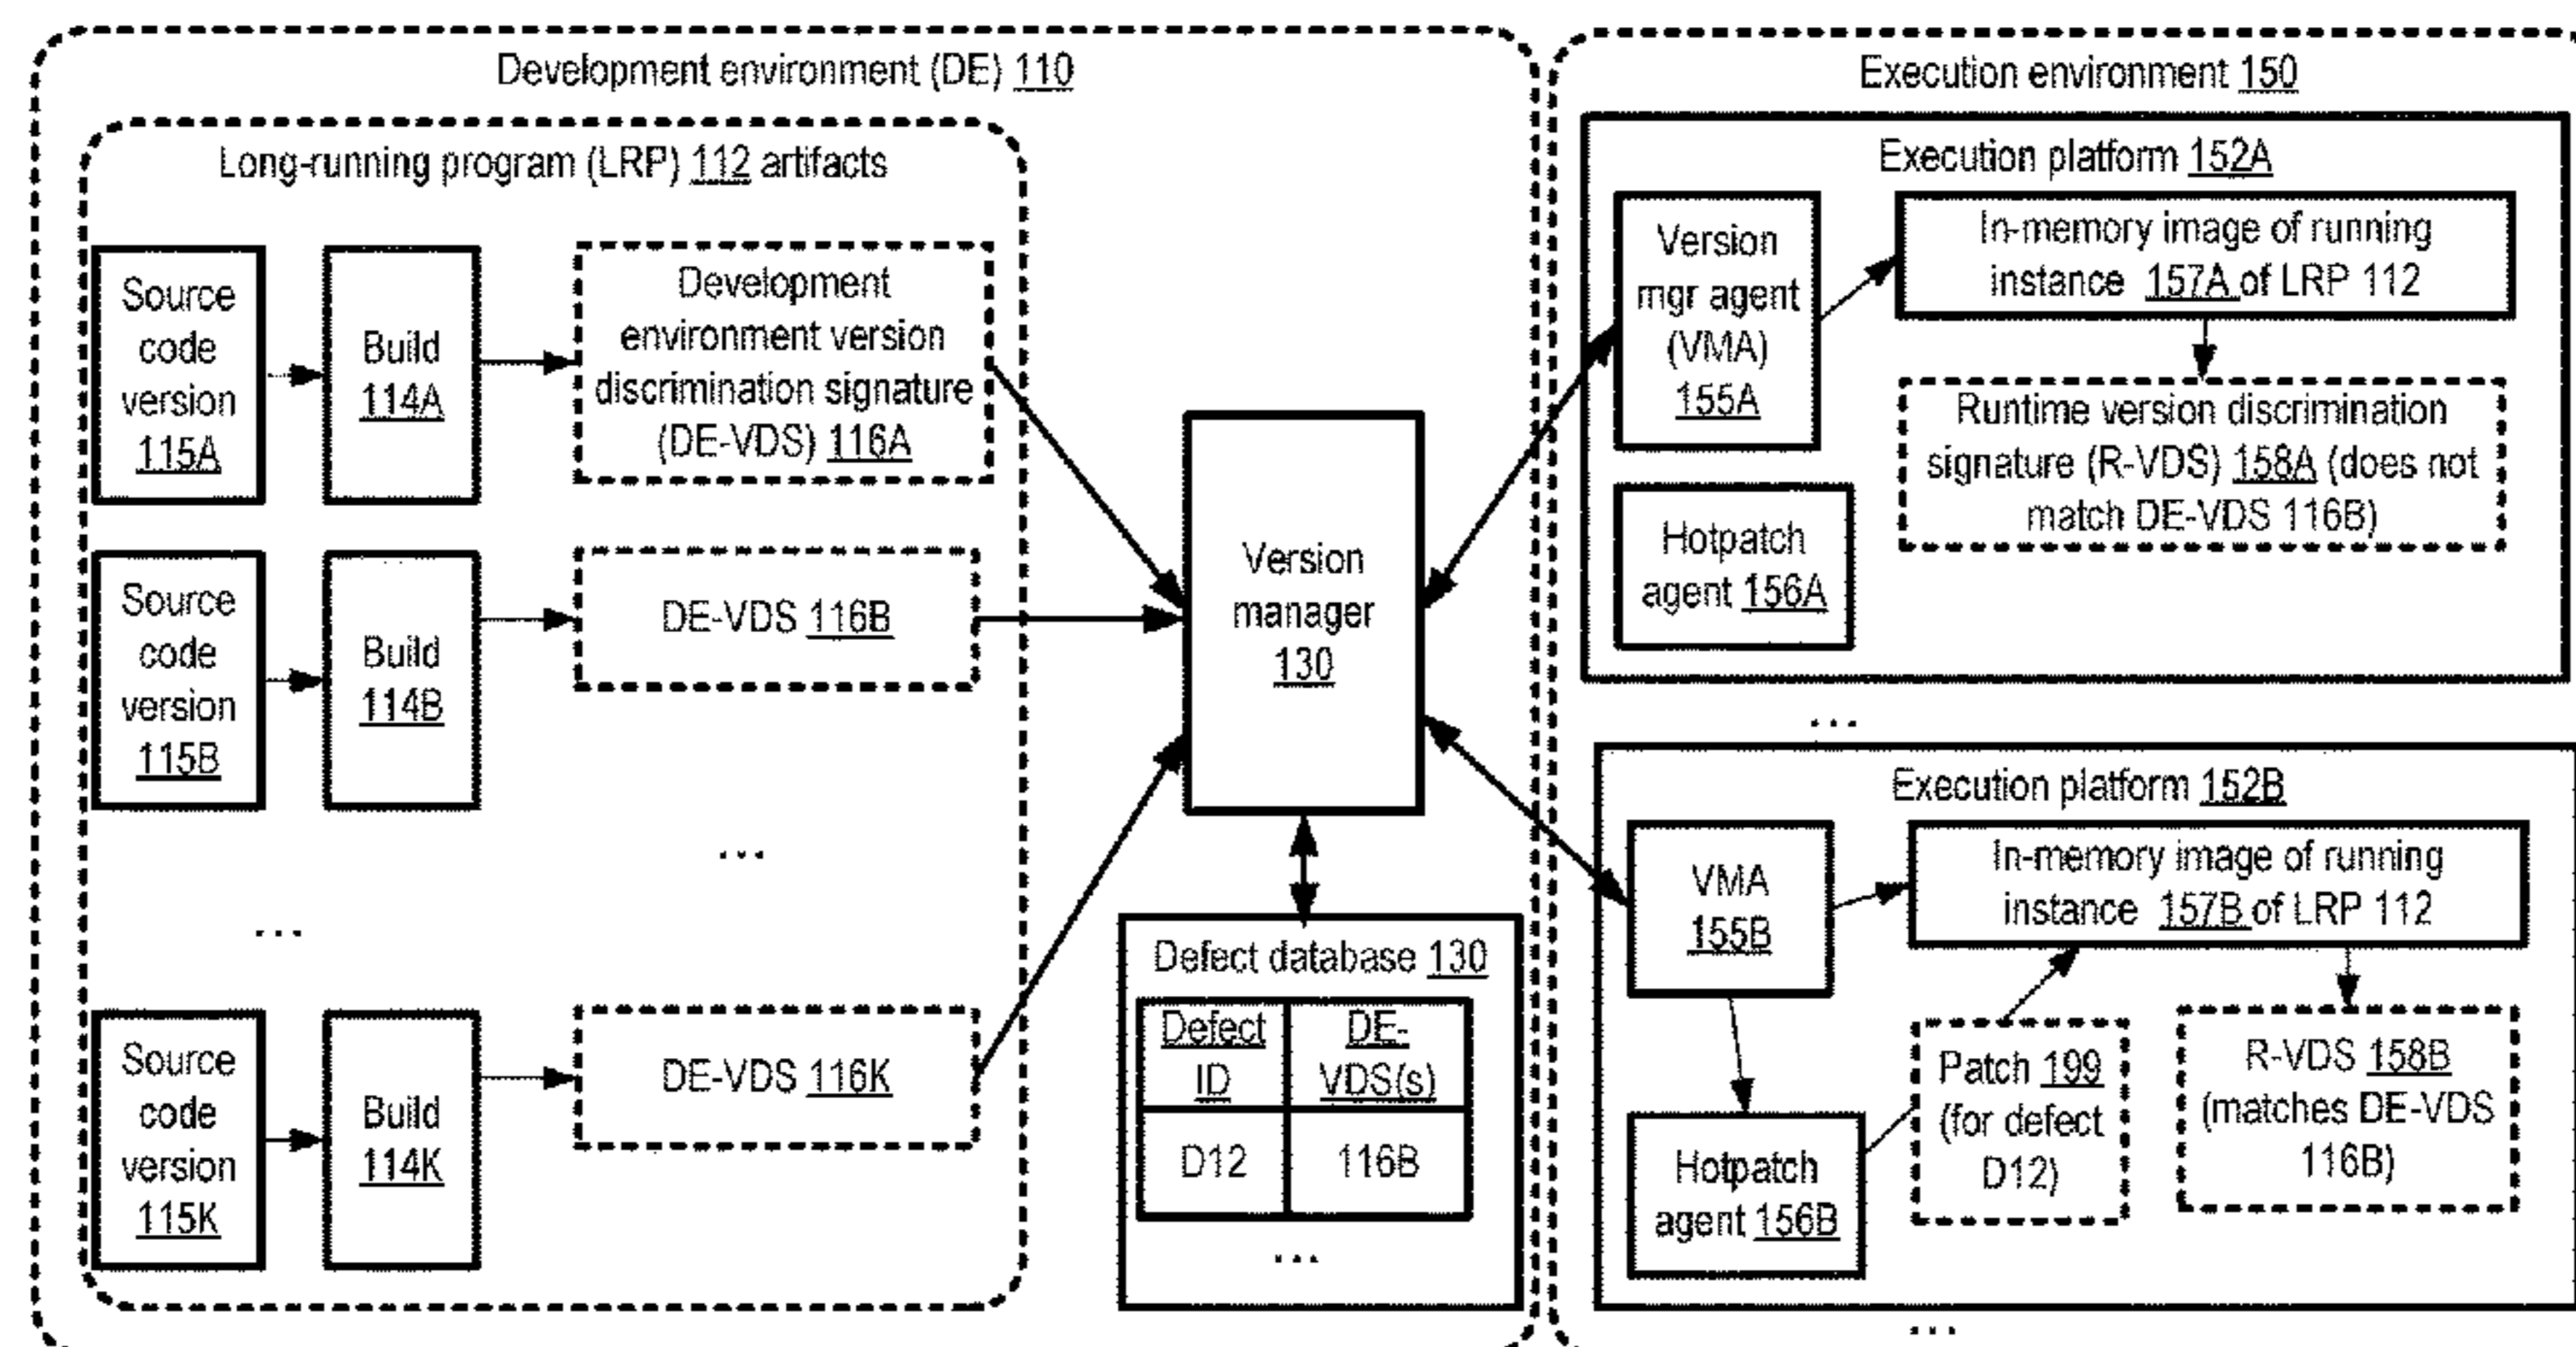 Development environment (DE) 110
Long-running program (LRP) 112 artifacts
Source
code
version
115A
Build
114A
Development
environment version
discrimination signature
(DE-VDS) 116A
Source
code
version
115B
Build
114B
DE-VDS 116B
...
...
Source
code
version
115K
Build
114K
DE-VDS 116K
Version
manager
130
Defect database 130
Defect
ID
DE-
VDS(s)
D12
116B
...
Execution environment 150
Execution platform 152A
Version
mgr agent
(VMA)
155A
In-memory image of running
instance 157A of LRP 112
Runtime version discrimination
signature (R-VDS) 158A (does not
match DE-VDS 116B)
Hotpatch
agent 156A
...
Execution platform 152B
VMA
155B
In-memory image of running
instance 157B of LRP 112
Hotpatch
agent 156B
Patch 199
(for defect
D12)
R-VDS 158B
(matches DE-VDS
116B)
...